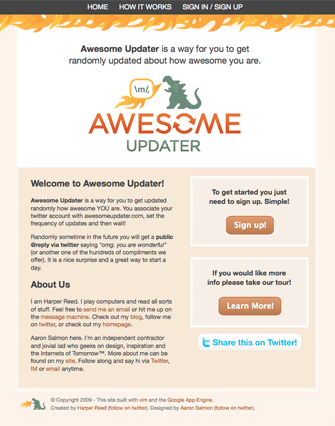 HOME HOW IT WORKS SIGN IN / SIGN UP
Awesome Updater is a way for you to get
randomly updated about how awesome you are.
\m/,
AWESOME
UPDATER
Welcome to Awesome Updater!
Awesome Updater is a way for you to get updated
randomly how awesome YOU are. You associate your
twitter account with awesomeupdater.com, set the
frequency of updates and then wait!
Randomly sometime in the future you will get a public
@reply via twitter saying "omg. you are wonderful"
(or another one of the hundreds of compliments we
offer). It is a nice surprise and a great way to start a
day.
About Us
I am Harper Reed. I play computers and read all sorts
of stuff. Feel free to send me an email or hit me up on
the message machine. Check out my blog, follow me
on twitter, or check out my homepage.
Aaron Salmon here. I'm an independent contractor
and jovial lad who geeks on design, inspiration and
the Internets of Tomorrow™. More about me can be
found on my site. Follow along and say hi via Twitter,
IM or email anytime.
To get started you just
need to sign up. Simple!
Sign up!
If you would like more
info please take our tour!
Learn More!
Share this on Twitter!
© Copyright 2009 - This site built with vim and the Google App Engine.
Created by Harper Reed (follow on twitter). Designed by Aaron Salmon (follow on twitter).